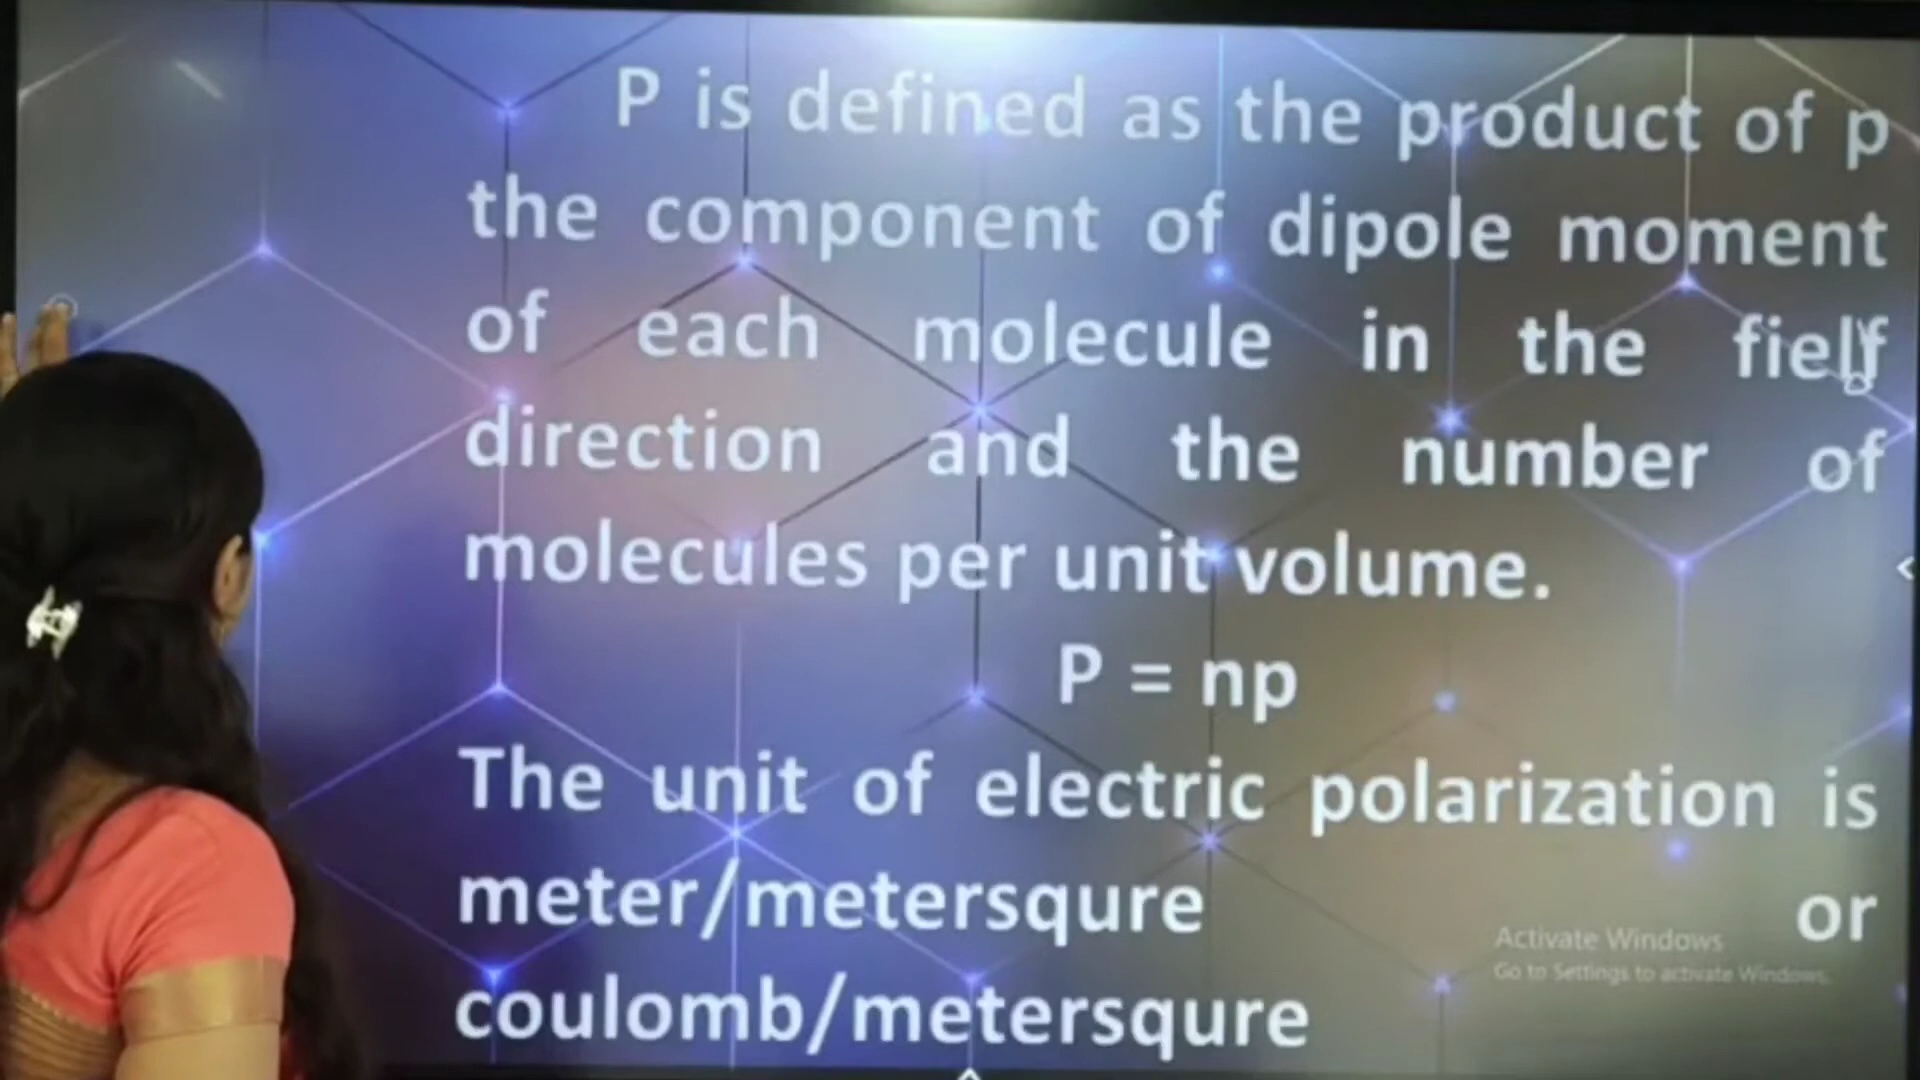 P is defined as the product of p
the component of dipole moment
of each molecule in the fielf
direction and the number of
molecules per unit volume.
P = np
The unit of electric polarization is
meter/metersqure or
coulomb/metersqure
Activate Windows
Go to Settings to activate Windows.